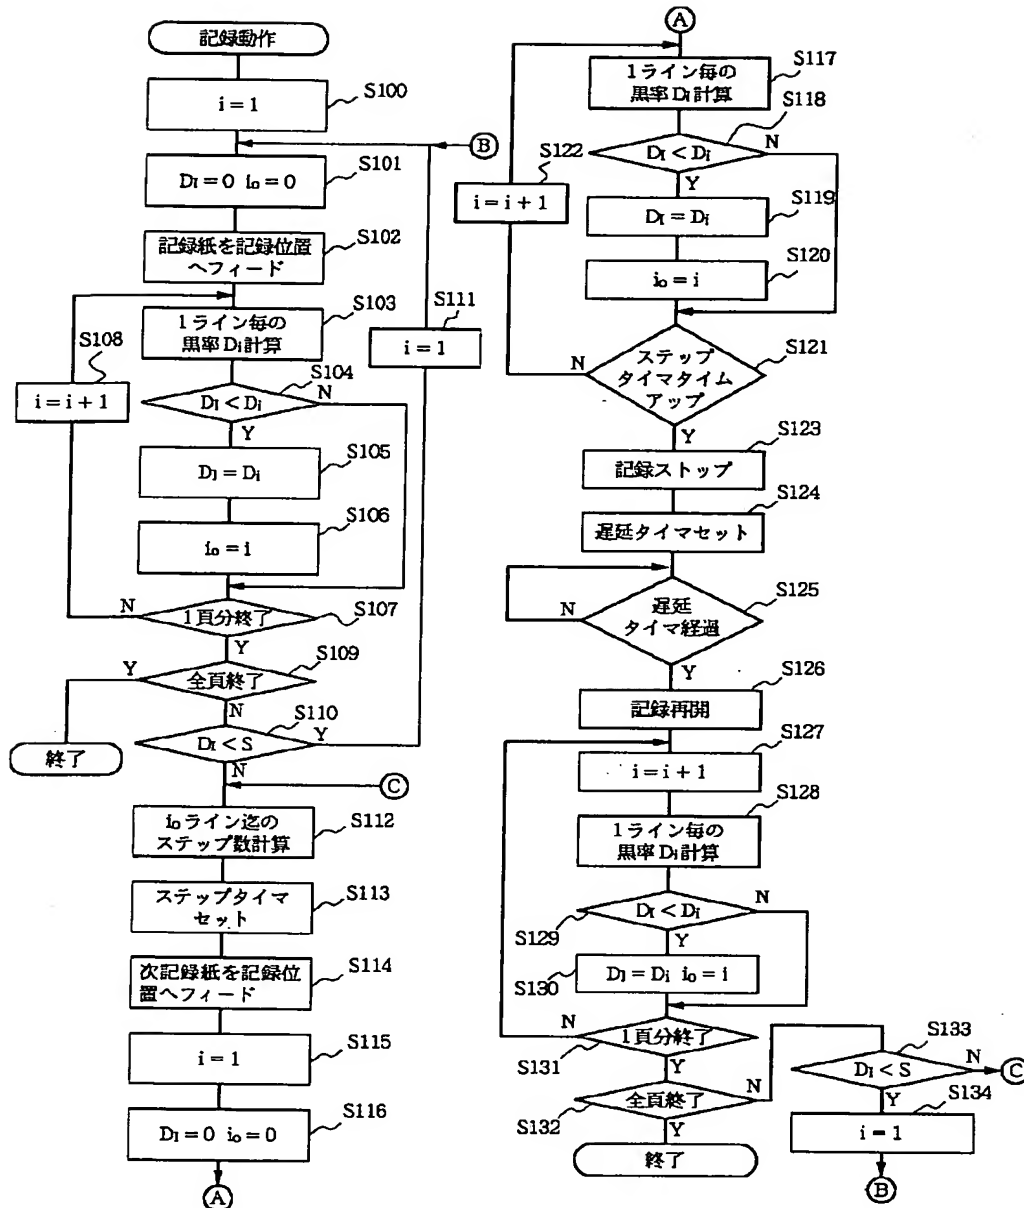 記録動作
S100
i = 1
B
S101
DI=0 io=0
S102
記録紙を記録位置
へフィード
S103
1ライン毎の
黒率Di計算
S104
DI<Di
N
Y
S105
DI=Di
S106
io=i
S107
1頁分終了
N
Y
S108
i=i+1
S109
全頁終了
Y
N
終了
S110
DI<S
Y
N
S111
i=1
C
S112
ioライン迄の
ステップ数計算
S113
ステップタイマ
セット
S114
次記録紙を記録位
置へフィード
S115
i=1
S116
DI=0 io=0
A
A
S117
1ライン毎の
黒率Di計算
S118
DI<Di
N
Y
S119
DI=Di
S120
io=i
S121
ステップ
タイマタイム
アップ
N
Y
S122
i=i+1
S123
記録ストップ
S124
遅延タイマセット
S125
遅延
タイマ経過
N
Y
S126
記録再開
S127
i=i+1
S128
1ライン毎の
黒率Di計算
S129
DI<Di
N
Y
S130
DI=Di io=i
S131
1頁分終了
N
Y
S132
全頁終了
N
Y
終了
S133
DI<S
N
C
Y
S134
i=1
B